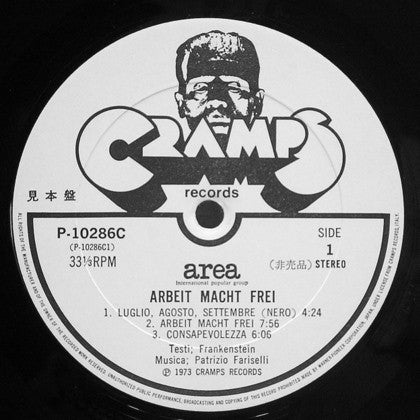 CRAMPS
records
見本盤
P-10286C
(P-10286C1)
33⅓RPM
SIDE
1
(非売品) STEREO
area
International popular group
ARBEIT MACHT FREI
1. LUGLIO, AGOSTO, SETTEMBRE (NERO) 4:24
2. ARBEIT MACHT FREI 7:56
3. CONSAPEVOLEZZA 6:06
Testi; Frankenstein
Musica; Patrizio Fariselli
Ⓟ 1973 CRAMPS RECORDS